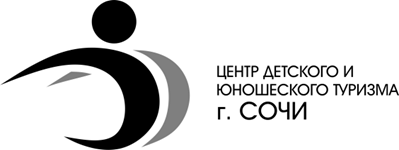 ЦЕНТР ДЕТСКОГО И
ЮНОШЕСКОГО ТУРИЗМА
г. СОЧИ